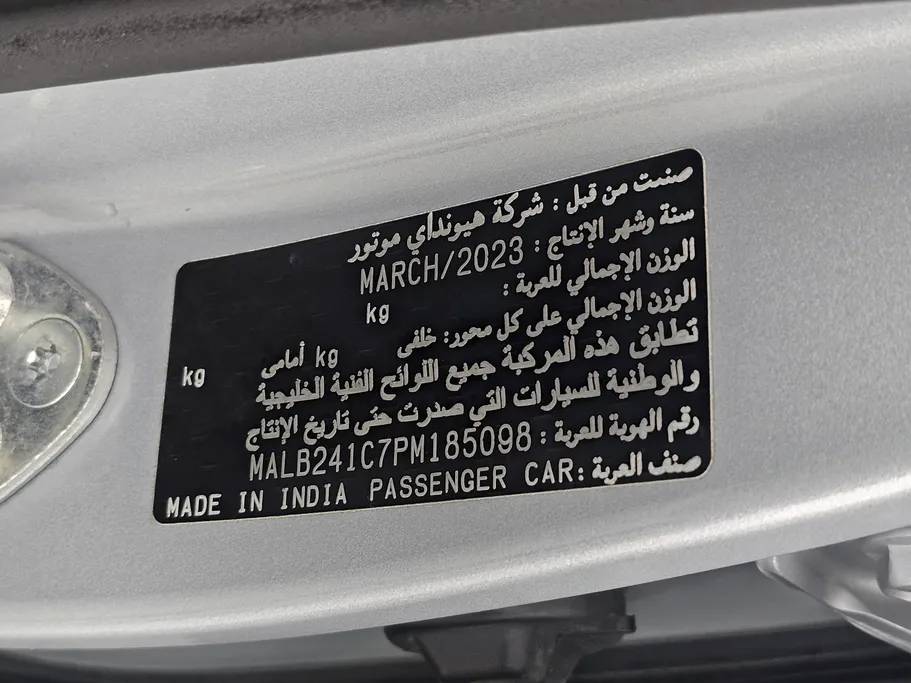 صنعت من قبل : شركة هيونداي موتور
سنة وشهر الإنتاج : MARCH/2023
الوزن الإجمالي للعربة : kg
الوزن الإجمالي على كل محور: خلفى kg أمامى kg
تطابق هذه المركبة جميع اللوائح الفنية الخليجية
والوطنية للسيارات التي صدرت حتى تاريخ الإنتاج
رقم الهوية للعربة : MALB241C7PM185098
صنف العربة : PASSENGER CAR MADE IN INDIA